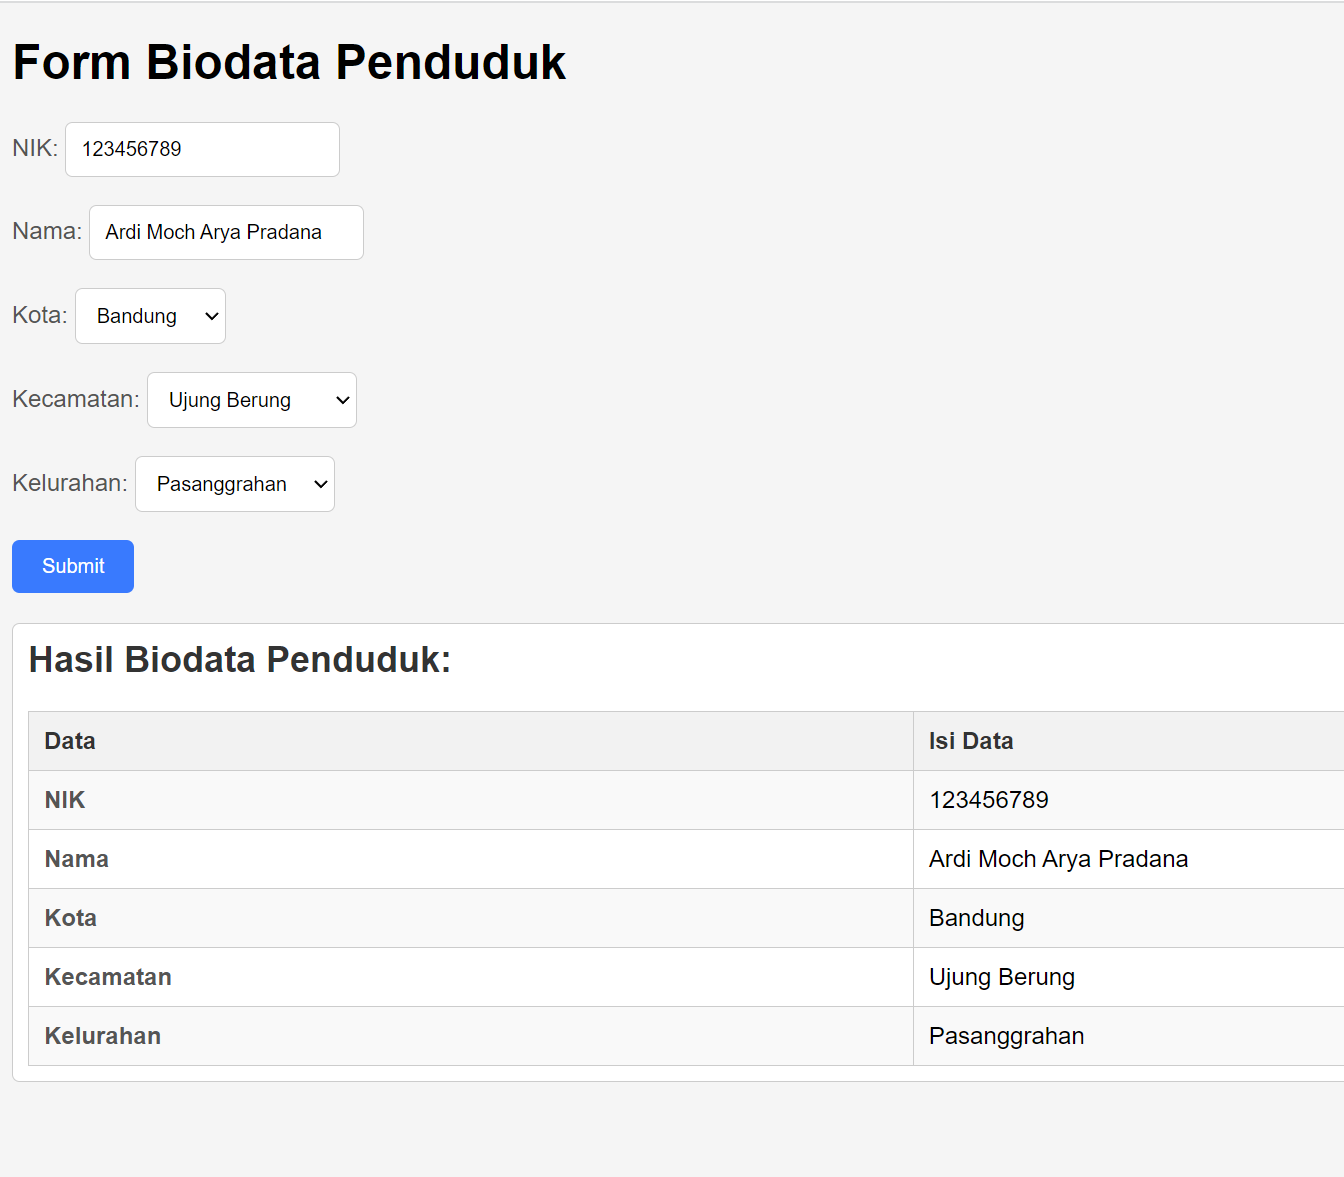 Form Biodata Penduduk
NIK: 123456789
Nama: Ardi Moch Arya Pradana
Kota: Bandung
Kecamatan: Ujung Berung
Kelurahan: Pasanggrahan
Submit
Hasil Biodata Penduduk:
Data Isi Data
NIK 123456789
Nama Ardi Moch Arya Pradana
Kota Bandung
Kecamatan Ujung Berung
Kelurahan Pasanggrahan